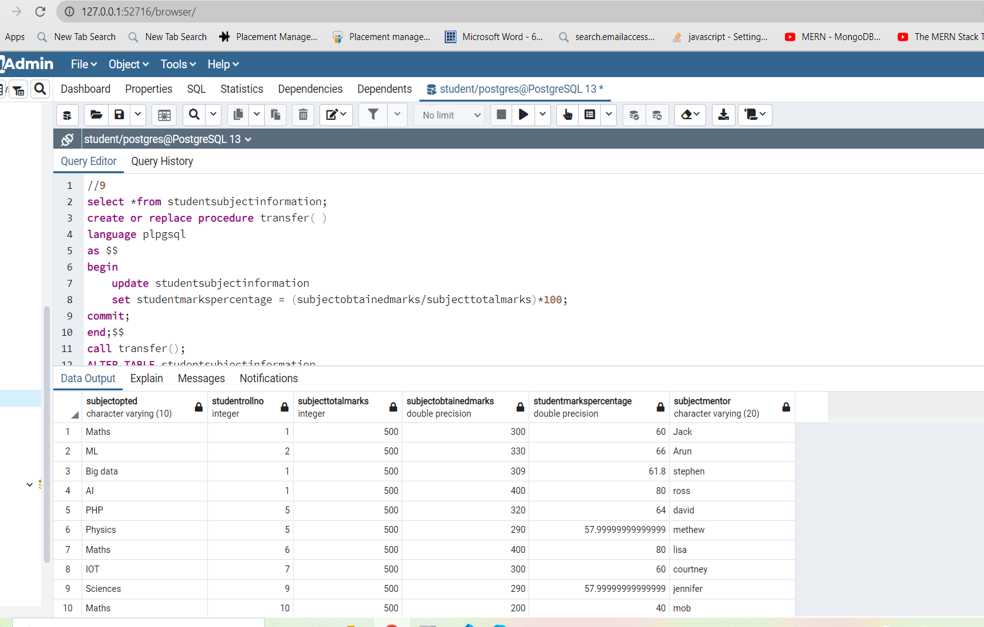 127.0.0.1:52716/browser/
Apps New Tab Search New Tab Search Placement Manage... Placement manage... Microsoft Word - 6... search.emailaccess... javascript - Setting... MERN - MongoDB... The MERN Stack T
Admin File Object Tools Help
Dashboard Properties SQL Statistics Dependencies Dependents student/postgres@PostgreSQL 13 *
No limit
student/postgres@PostgreSQL 13
Query Editor Query History
1 //9
2 select *from studentsubjectinformation;
3 create or replace procedure transfer( )
4 language plpgsql
5 as $$
6 begin
7 update studentsubjectinformation
8 set studentmarkspercentage = (subjectobtainedmarks/subjecttotalmarks)*100;
9 commit;
10 end;$$
11 call transfer();
12 ALTER TABLE studentsubjectinformation
Data Output Explain Messages Notifications
subjectopted studentrollno subjecttotalmarks subjectobtainedmarks studentmarkspercentage subjectmentor
character varying (10) integer integer double precision double precision character varying (20)
1 Maths 1 500 300 60 Jack
2 ML 2 500 330 66 Arun
3 Big data 1 500 309 61.8 stephen
4 AI 1 500 400 80 ross
5 PHP 5 500 320 64 david
6 Physics 5 500 290 57.99999999999999 methew
7 Maths 6 500 400 80 lisa
8 IOT 7 500 300 60 courtney
9 Sciences 9 500 290 57.99999999999999 jennifer
10 Maths 10 500 200 40 mob